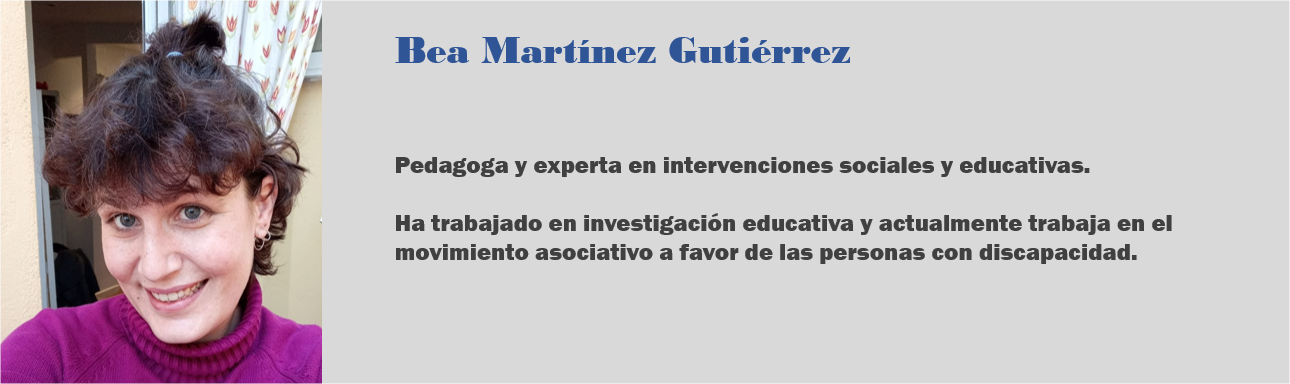 Bea Martínez Gutiérrez
Pedagoga y experta en intervenciones sociales y educativas.
Ha trabajado en investigación educativa y actualmente trabaja en el
movimiento asociativo a favor de las personas con discapacidad.